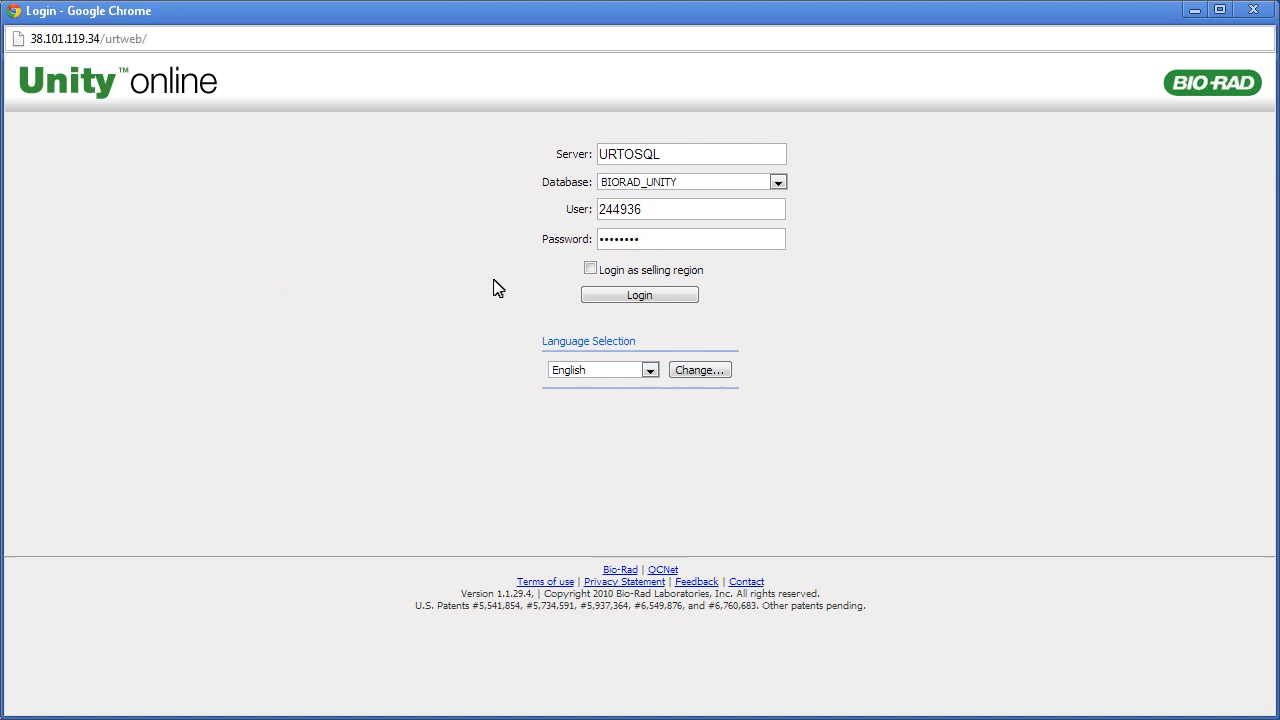 Login - Google Chrome
38.101.119.34/urtweb/
Unity™ online
BIO-RAD
Server: URTOSQL
Database: BIORAD_UNITY
User: 244936
Password: ••••••••
Login as selling region
Login
Language Selection
English Change...
Bio-Rad | QCNet
Terms of use | Privacy Statement | Feedback | Contact
Version 1.1.29.4, | Copyright 2010 Bio-Rad Laboratories, Inc. All rights reserved.
U.S. Patents #5,541,854, #5,734,591, #5,937,364, #6,549,876, and #6,760,683. Other patents pending.